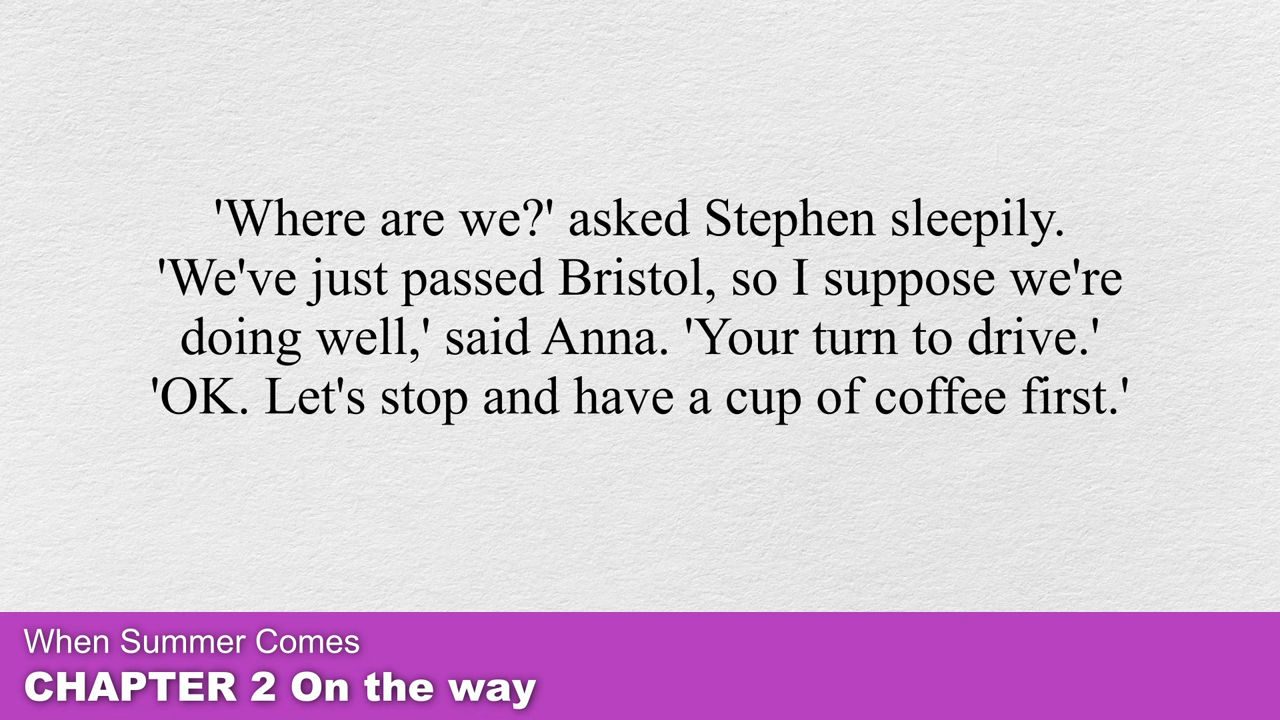 'Where are we?' asked Stephen sleepily.
'We've just passed Bristol, so I suppose we're
doing well,' said Anna. 'Your turn to drive.'
'OK. Let's stop and have a cup of coffee first.'
When Summer Comes
CHAPTER 2 On the way